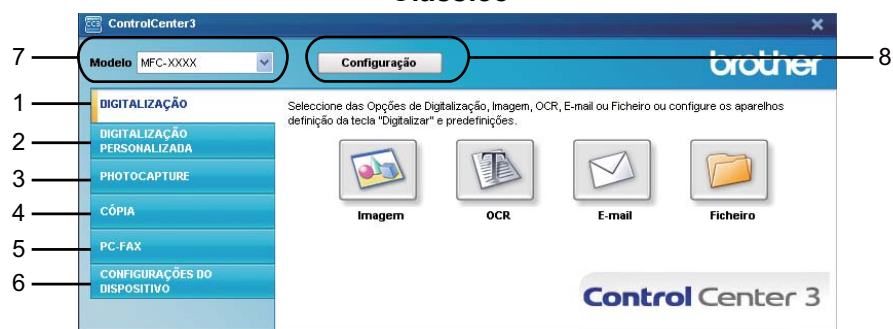 ControlCenter3
7 Modelo MFC-XXXX Configuração 8
brother
1 DIGITALIZAÇÃO
2 DIGITALIZAÇÃO PERSONALIZADA
3 PHOTOCAPTURE
4 CÓPIA
5 PC-FAX
6 CONFIGURAÇÕES DO DISPOSITIVO
Seleccione das Opções de Digitalização, Imagem, OCR, E-mail ou Ficheiro ou configure os aparelhos
definição da tecla "Digitalizar" e predefinições.
Imagem OCR E-mail Ficheiro
Control Center 3